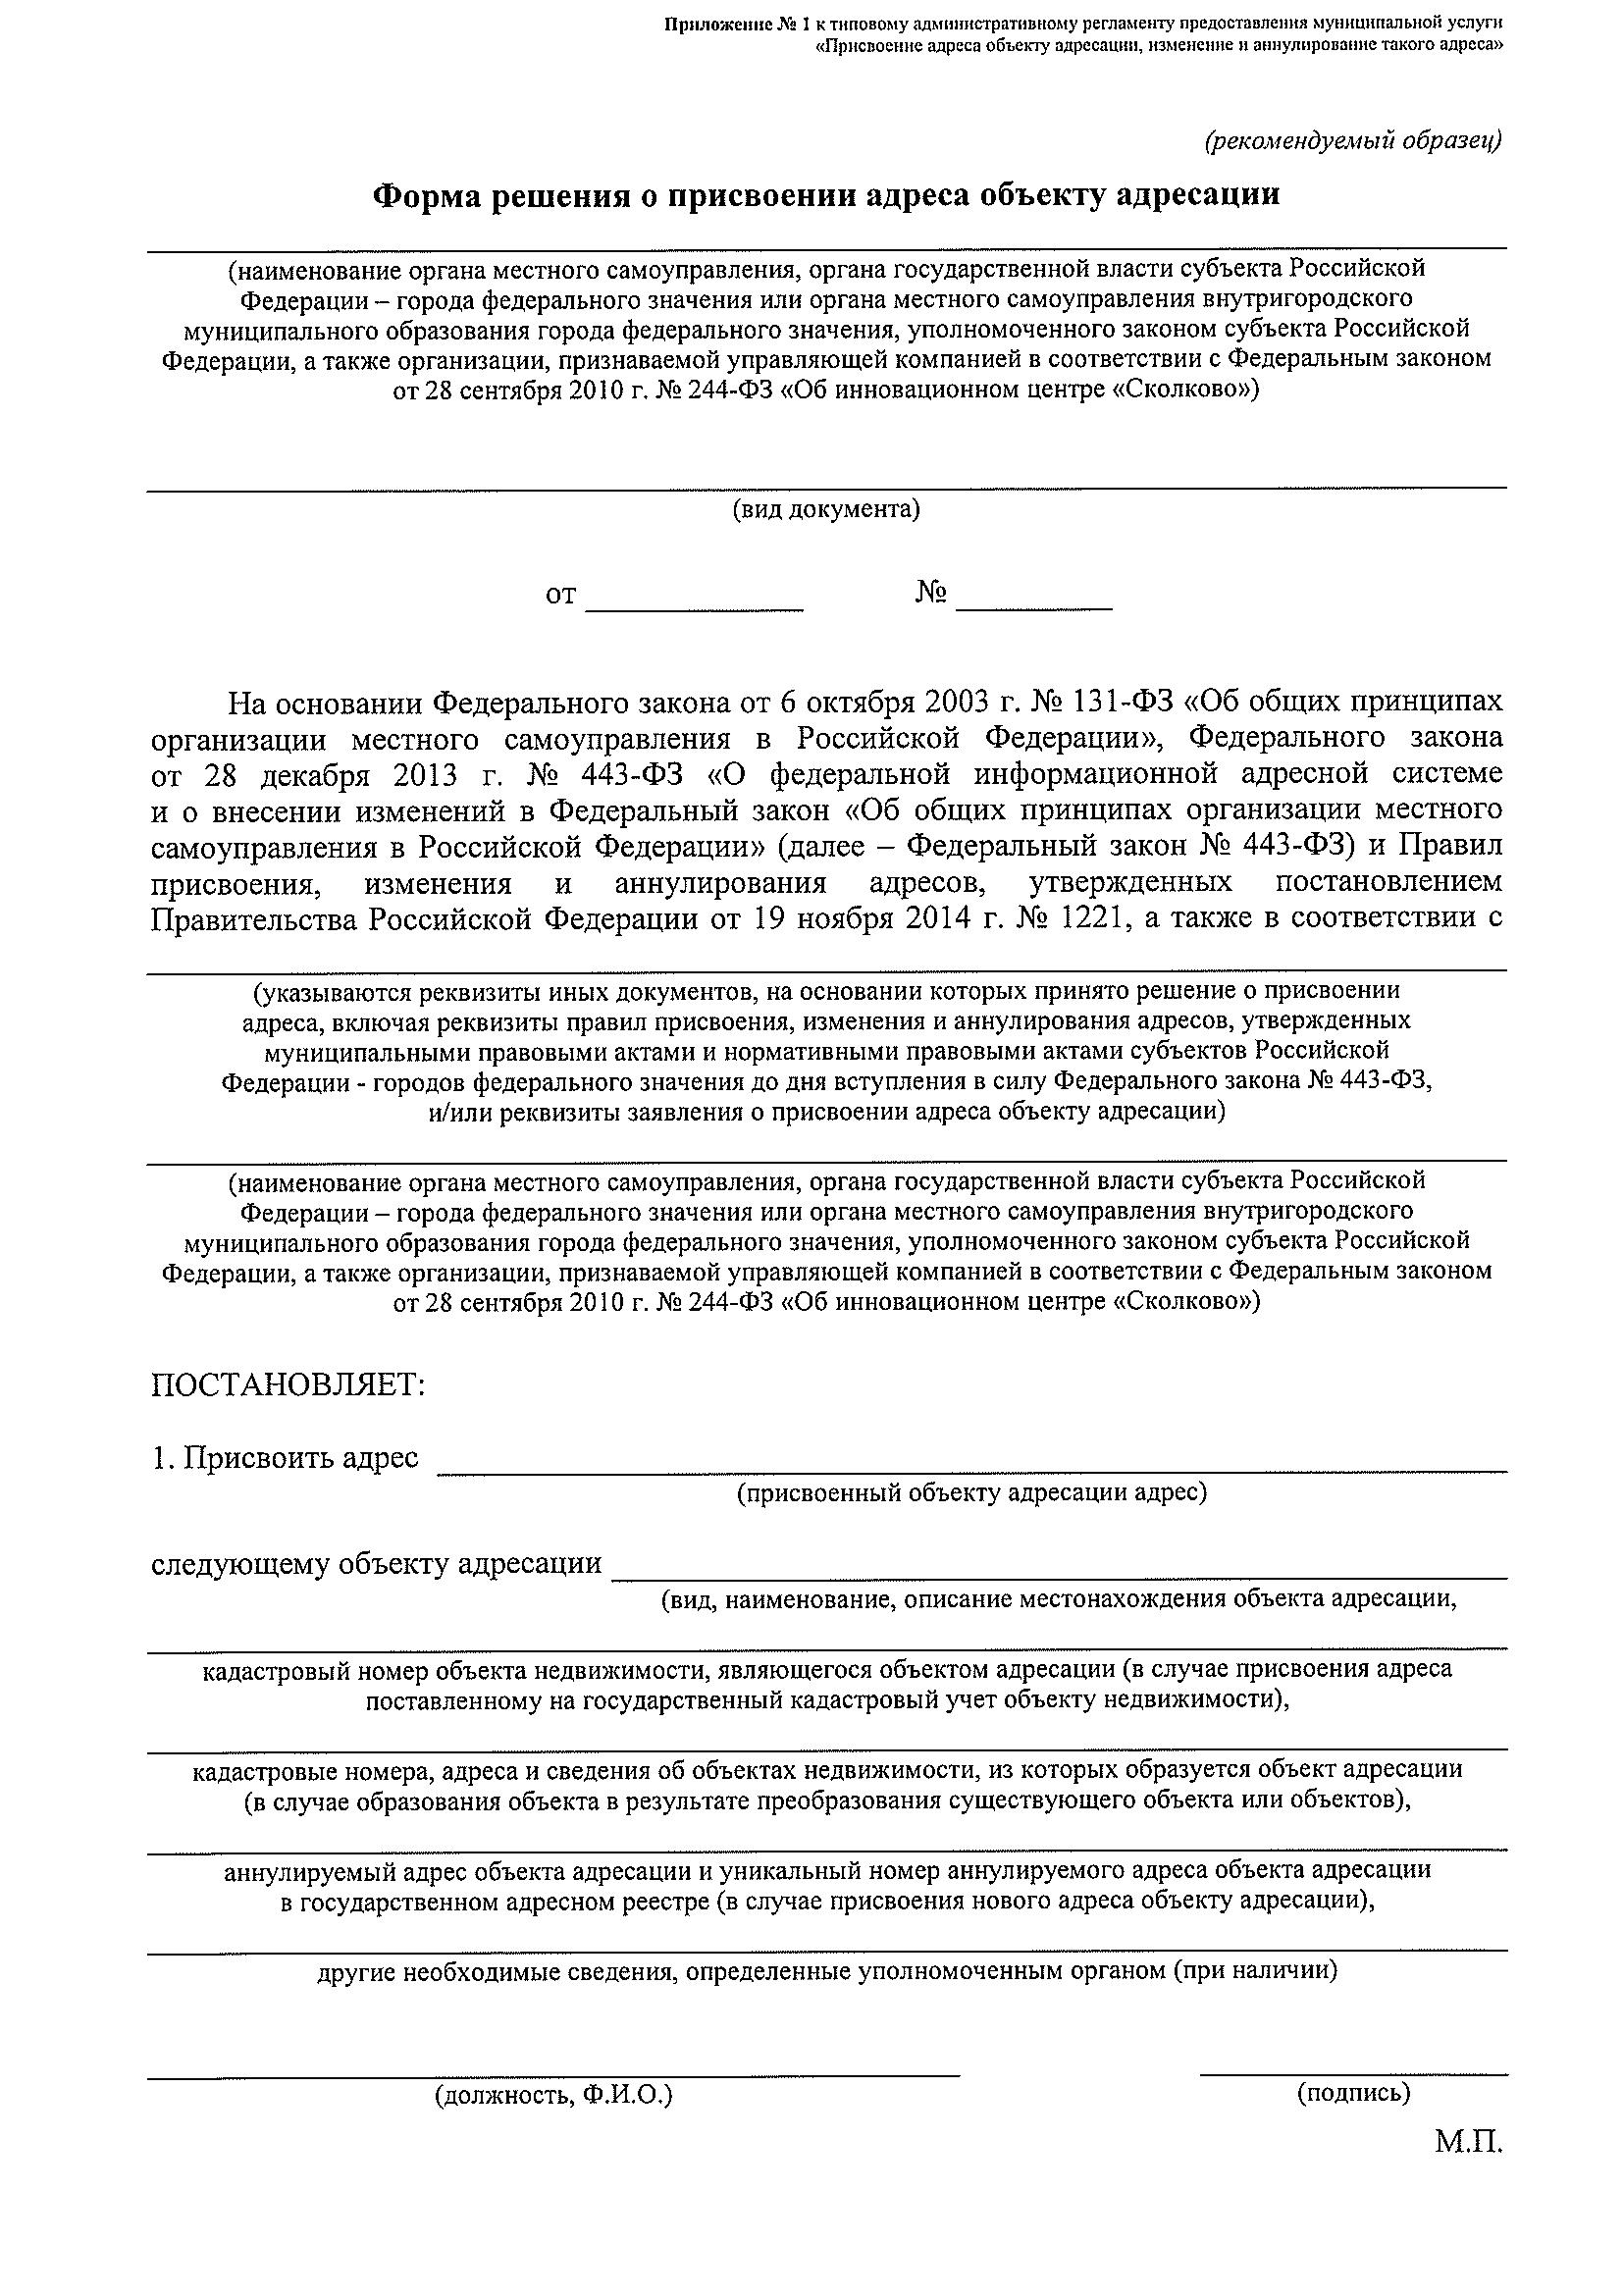 Приложение № 1 к типовому административному регламенту предоставления муниципальной услуги
«Присвоение адреса объекту адресации, изменение и аннулирование такого адреса»
(рекомендуемый образец)
Форма решения о присвоении адреса объекту адресации
(наименование органа местного самоуправления, органа государственной власти субъекта Российской
Федерации – города федерального значения или органа местного самоуправления внутригородского
муниципального образования города федерального значения, уполномоченного законом субъекта Российской
Федерации, а также организации, признаваемой управляющей компанией в соответствии с Федеральным законом
от 28 сентября 2010 г. № 244-ФЗ «Об инновационном центре «Сколково»)
(вид документа)
от ______________ № __________
На основании Федерального закона от 6 октября 2003 г. № 131-ФЗ «Об общих принципах
организации местного самоуправления в Российской Федерации», Федерального закона
от 28 декабря 2013 г. № 443-ФЗ «О федеральной информационной адресной системе
и о внесении изменений в Федеральный закон «Об общих принципах организации местного
самоуправления в Российской Федерации» (далее – Федеральный закон № 443-ФЗ) и Правил
присвоения, изменения и аннулирования адресов, утвержденных постановлением
Правительства Российской Федерации от 19 ноября 2014 г. № 1221, а также в соответствии с
(указываются реквизиты иных документов, на основании которых принято решение о присвоении
адреса, включая реквизиты правил присвоения, изменения и аннулирования адресов, утвержденных
муниципальными правовыми актами и нормативными правовыми актами субъектов Российской
Федерации - городов федерального значения до дня вступления в силу Федерального закона № 443-ФЗ,
и/или реквизиты заявления о присвоении адреса объекту адресации)
(наименование органа местного самоуправления, органа государственной власти субъекта Российской
Федерации – города федерального значения или органа местного самоуправления внутригородского
муниципального образования города федерального значения, уполномоченного законом субъекта Российской
Федерации, а также организации, признаваемой управляющей компанией в соответствии с Федеральным законом
от 28 сентября 2010 г. № 244-ФЗ «Об инновационном центре «Сколково»)
ПОСТАНОВЛЯЕТ:
1. Присвоить адрес
(присвоенный объекту адресации адрес)
следующему объекту адресации
(вид, наименование, описание местонахождения объекта адресации,
кадастровый номер объекта недвижимости, являющегося объектом адресации (в случае присвоения адреса
поставленному на государственный кадастровый учет объекту недвижимости),
кадастровые номера, адреса и сведения об объектах недвижимости, из которых образуется объект адресации
(в случае образования объекта в результате преобразования существующего объекта или объектов),
аннулируемый адрес объекта адресации и уникальный номер аннулируемого адреса объекта адресации
в государственном адресном реестре (в случае присвоения нового адреса объекту адресации),
другие необходимые сведения, определенные уполномоченным органом (при наличии)
(должность, Ф.И.О.) (подпись)
М.П.